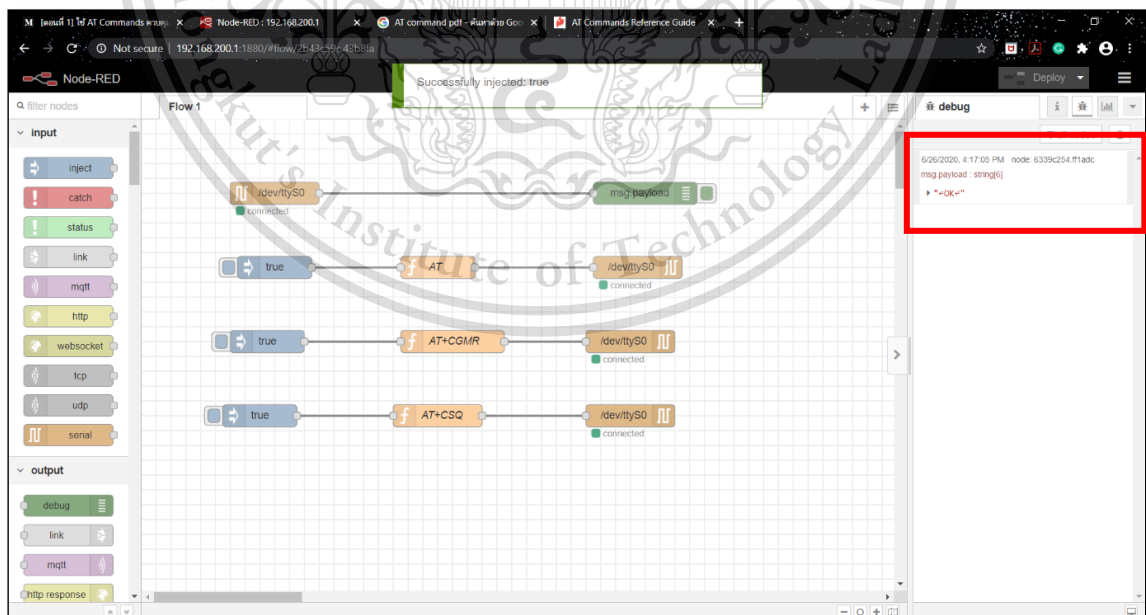 [ตอนที่ 1] ใช้ AT Commands ควบคุม
Node-RED : 192.168.200.1
AT command pdf - ค้นหาด้วย Goo
AT Commands Reference Guide
Not secure
192.168.200.1:1880/#flow/2b43c59c.43b8fa
Node-RED
Successfully injected: true
Deploy
filter nodes
Flow 1
debug
input
inject
catch
status
link
mqtt
http
websocket
tcp
udp
serial
output
debug
link
mqtt
http response
/dev/ttyS0
connected
msg.payload
true
AT
/dev/ttyS0
connected
true
AT+CGMR
/dev/ttyS0
connected
true
AT+CSQ
/dev/ttyS0
connected
6/26/2020, 4:17:05 PM node: 6339c254.ff1adc
msg.payload : string[6]
"↵OK↵"
gkut's Institute of Technology Lad